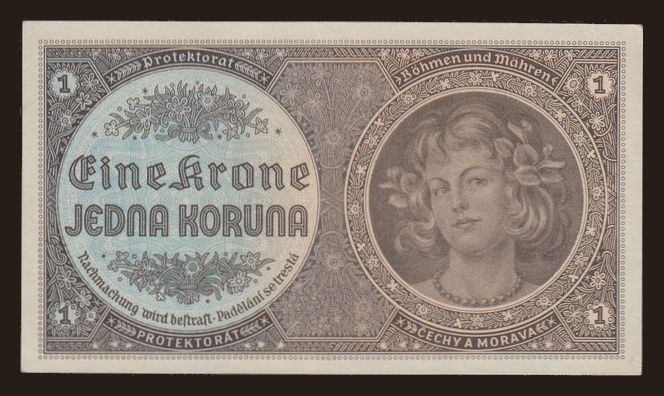 1
Protektorat
Böhmen und Mähren
1
Eine Krone
JEDNA KORUNA
Nachmachung wird bestraft · Padělání se trestá
1
PROTEKTORÁT
ČECHY A MORAVA
1